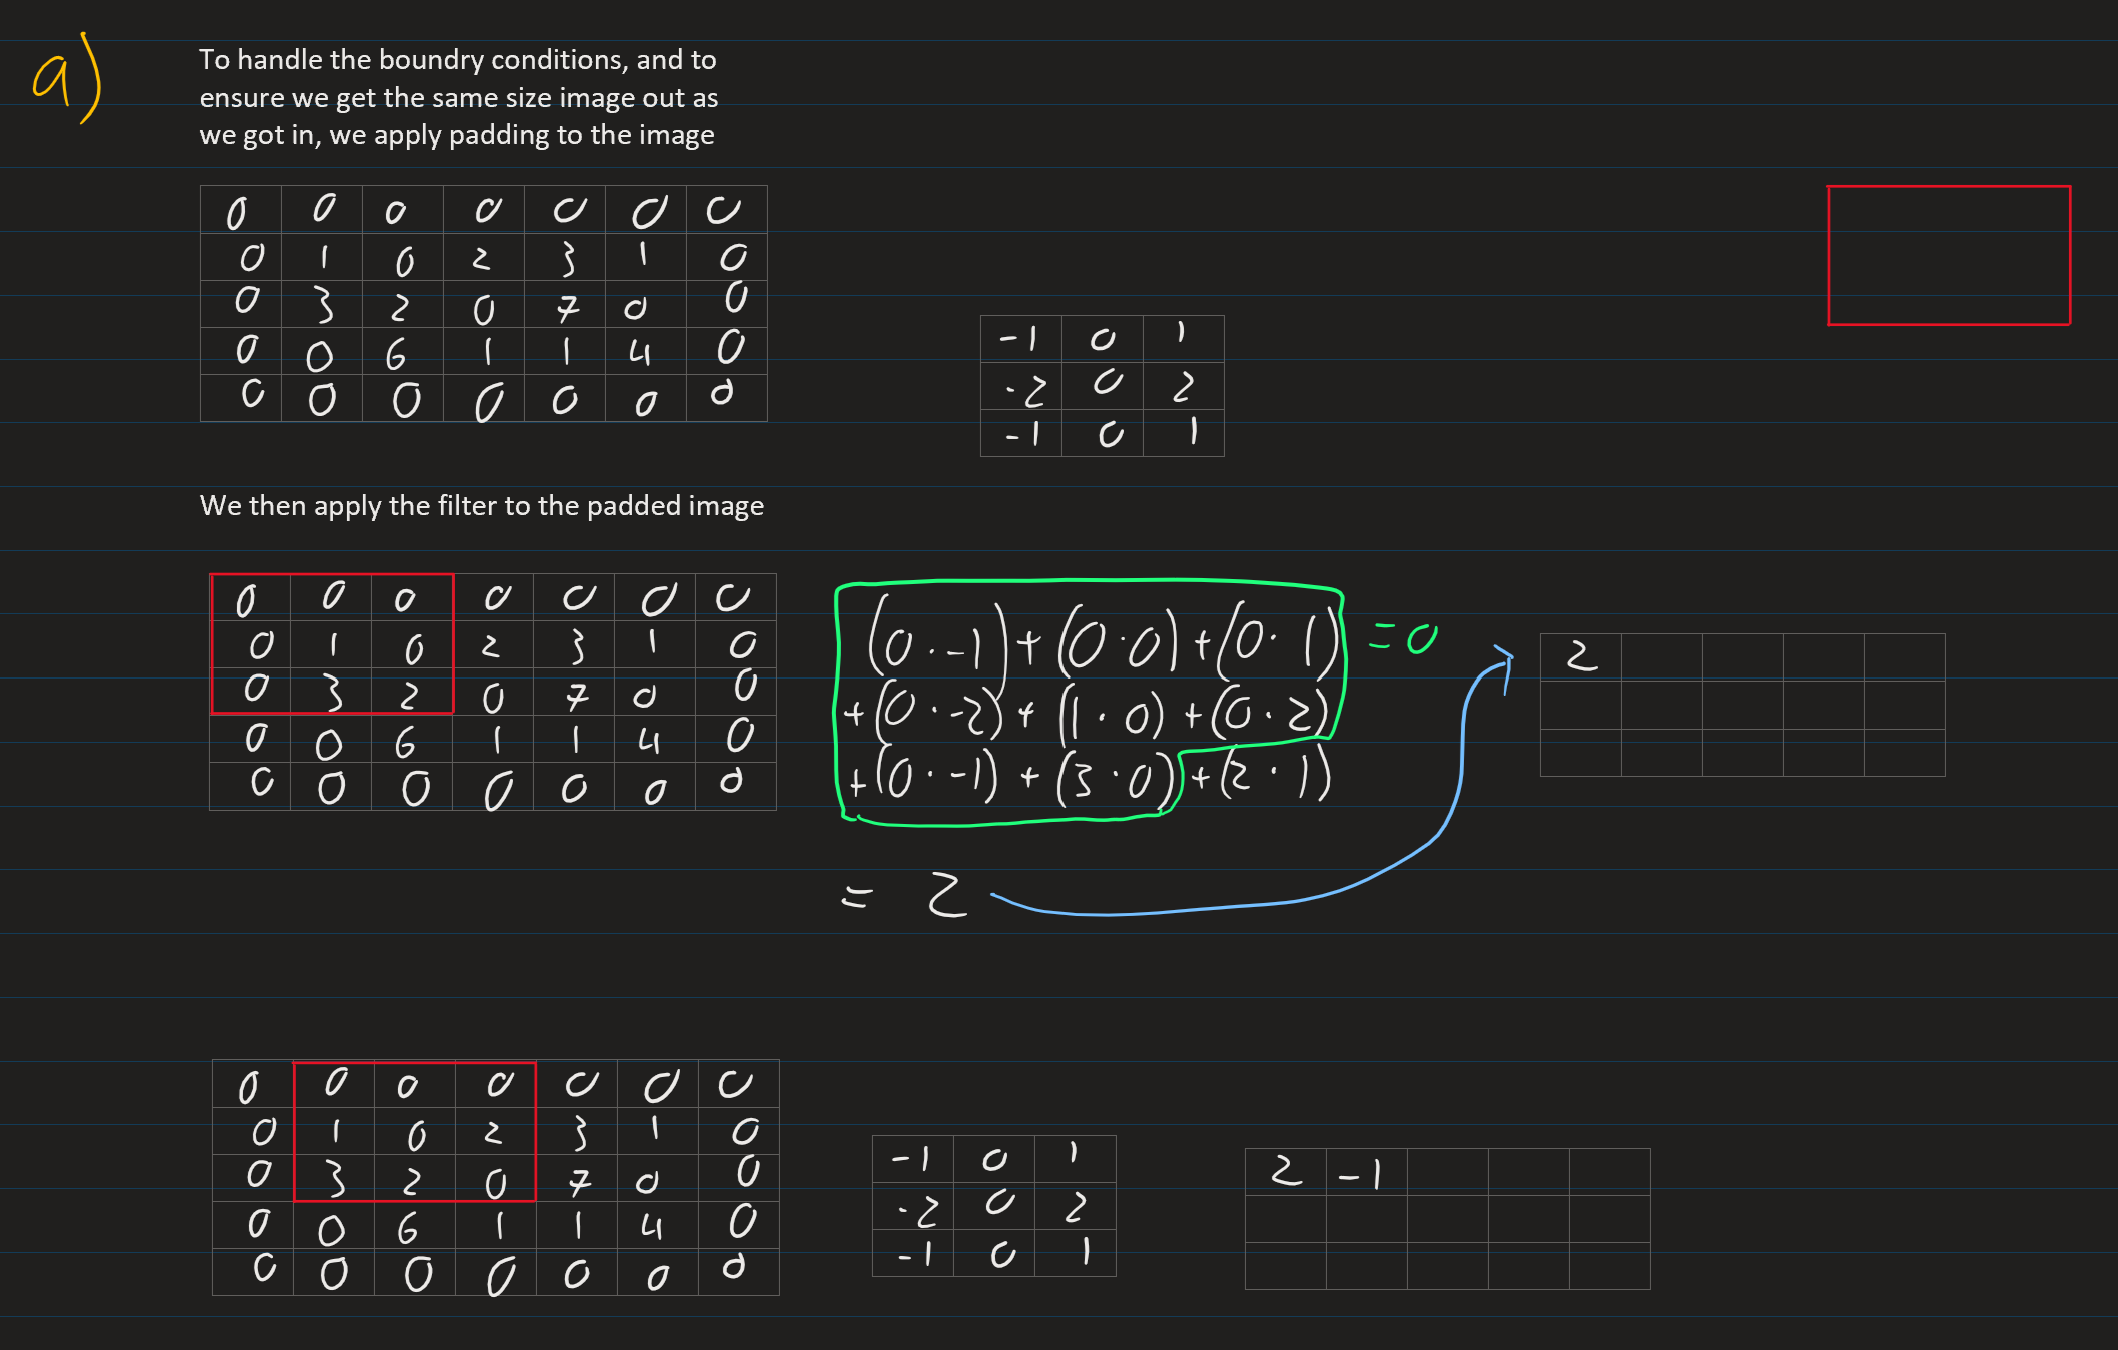 a)
To handle the boundry conditions, and to
ensure we get the same size image out as
we got in, we apply padding to the image
0 0 0 0 0 0 0
0 1 0 2 3 1 0
0 3 2 0 7 0 0
0 0 6 1 1 4 0
0 0 0 0 0 0 0
-1 0 1
-2 0 2
-1 0 1
We then apply the filter to the padded image
0 0 0 0 0 0 0
0 1 0 2 3 1 0
0 3 2 0 7 0 0
0 0 6 1 1 4 0
0 0 0 0 0 0 0
(0 · -1) + (0 · 0) + (0 · 1) = 0
+ (0 · -2) + (1 · 0) + (0 · 2)
+ (0 · -1) + (3 · 0) + (2 · 1)
= 2
2
0 0 0 0 0 0 0
0 1 0 2 3 1 0
0 3 2 0 7 0 0
0 0 6 1 1 4 0
0 0 0 0 0 0 0
-1 0 1
-2 0 2
-1 0 1
2 -1